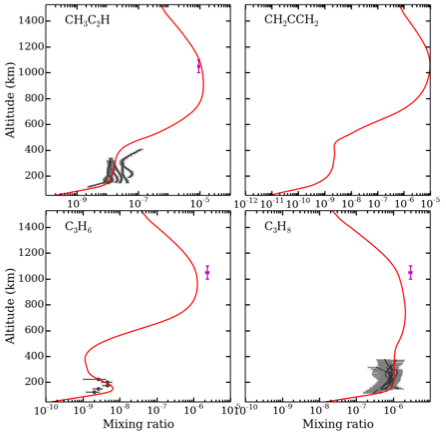 CH₃C₂H CH₂CCH₂
Altitude (km)
1400
1200
1000
800
600
400
200
10⁻⁹ 10⁻⁷ 10⁻⁵ 10⁻¹² 10⁻¹¹ 10⁻¹⁰ 10⁻⁹ 10⁻⁸ 10⁻⁷ 10⁻⁶ 10⁻⁵
C₃H₆ C₃H₈
Altitude (km)
1400
1200
1000
800
600
400
200
10⁻¹⁰ 10⁻⁹ 10⁻⁸ 10⁻⁷ 10⁻⁶ 10⁻¹⁰ 10⁻⁹ 10⁻⁸ 10⁻⁷ 10⁻⁶
Mixing ratio Mixing ratio